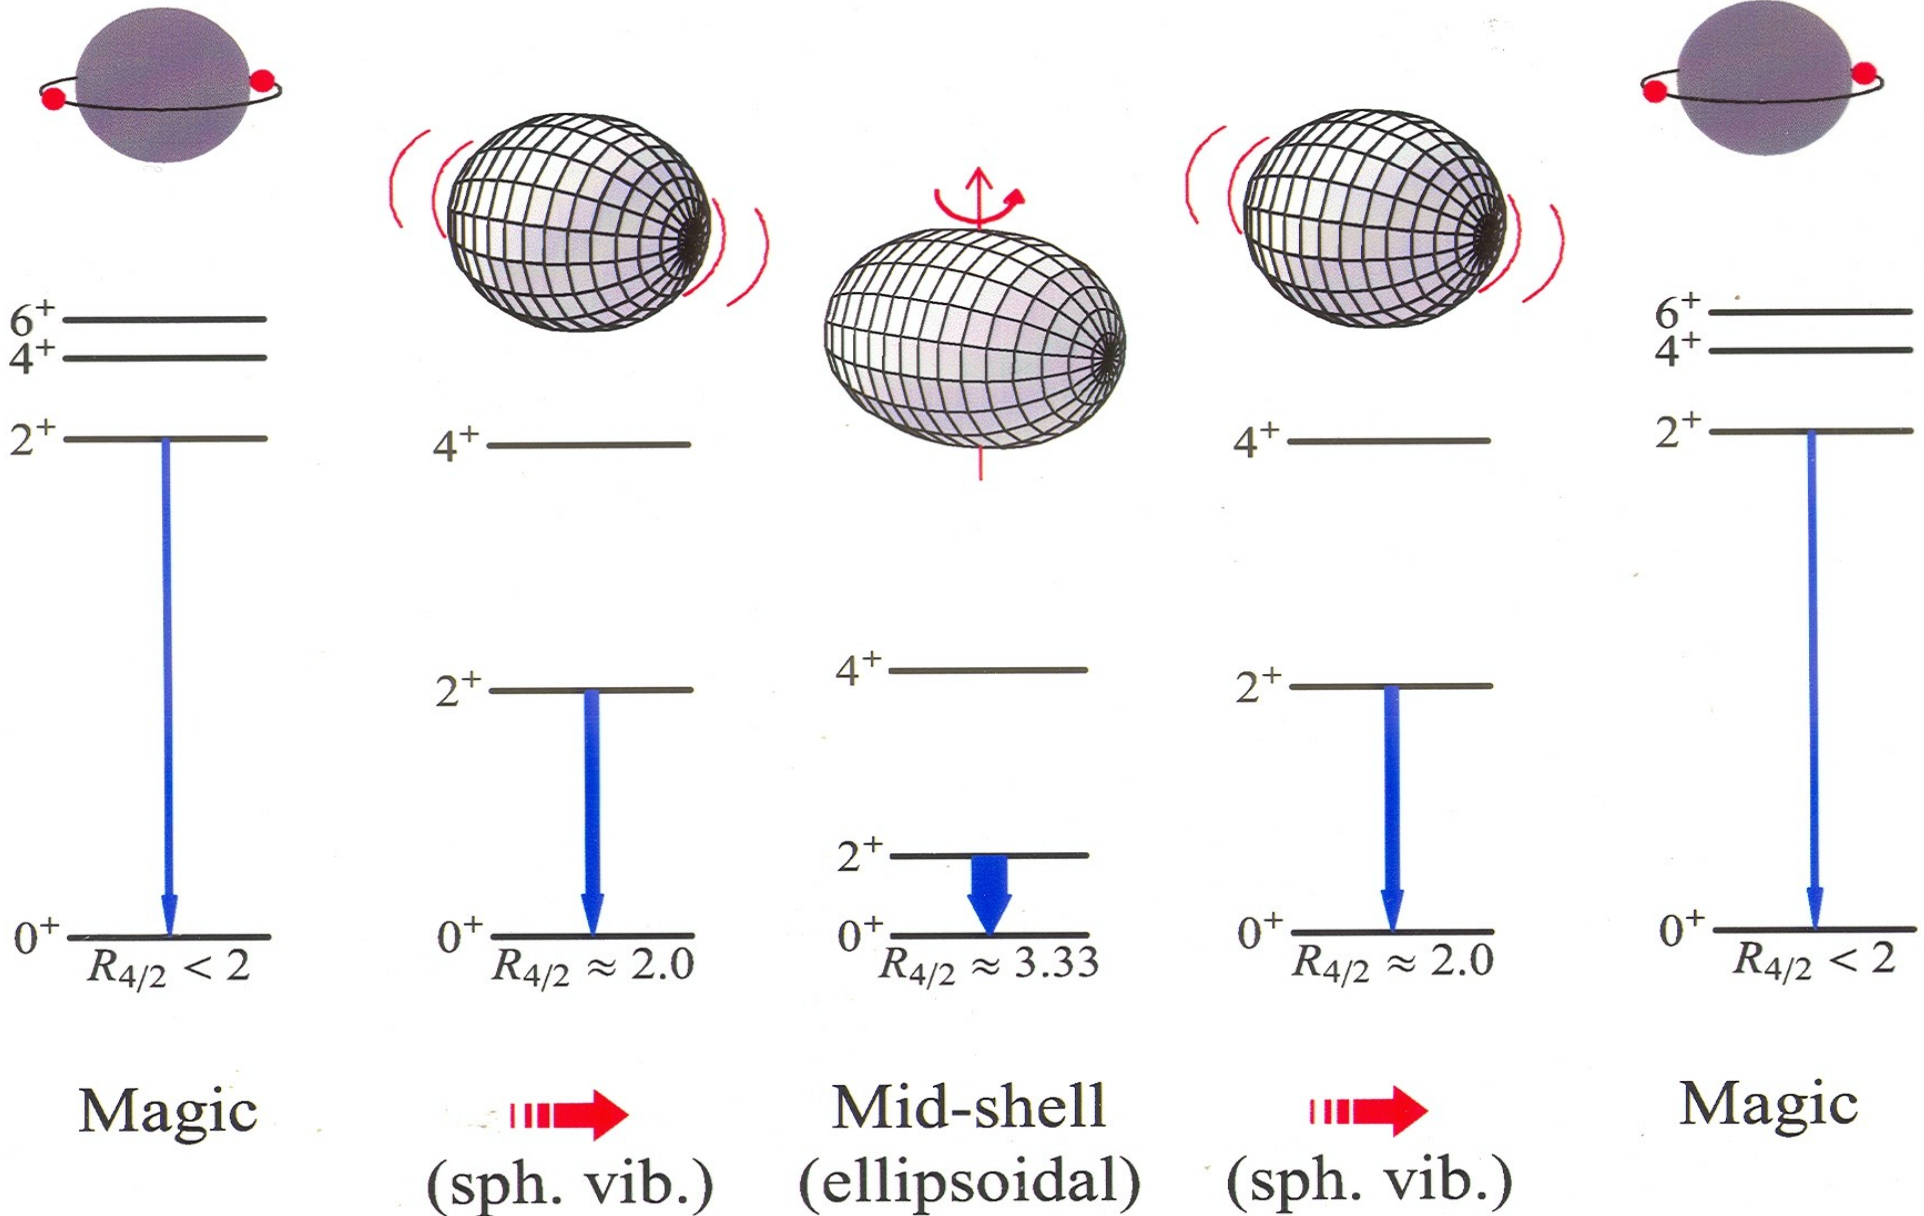 6⁺
4⁺
2⁺
0⁺
R₄/₂ < 2
4⁺
2⁺
0⁺
R₄/₂ ≈ 2.0
4⁺
2⁺
0⁺
R₄/₂ ≈ 3.33
4⁺
2⁺
0⁺
R₄/₂ ≈ 2.0
6⁺
4⁺
2⁺
0⁺
R₄/₂ < 2
Magic
(sph. vib.)
Mid-shell
(ellipsoidal)
(sph. vib.)
Magic